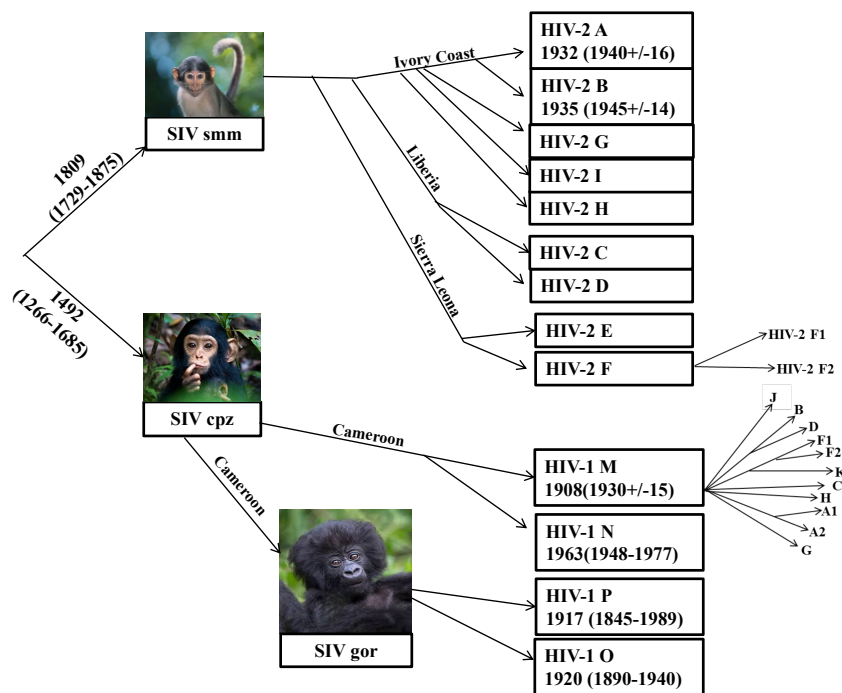 SIV smm
1809
(1729-1875)
1492
(1266-1685)
SIV cpz
SIV gor
Ivory Coast
Liberia
Sierra Leona
Cameroon
Cameroon
HIV-2 A
1932 (1940+/-16)
HIV-2 B
1935 (1945+/-14)
HIV-2 G
HIV-2 I
HIV-2 H
HIV-2 C
HIV-2 D
HIV-2 E
HIV-2 F
HIV-2 F1
HIV-2 F2
HIV-1 M
1908(1930+/-15)
HIV-1 N
1963(1948-1977)
HIV-1 P
1917 (1845-1989)
HIV-1 O
1920 (1890-1940)
J
B
D
F1
F2
K
C
H
A1
A2
G